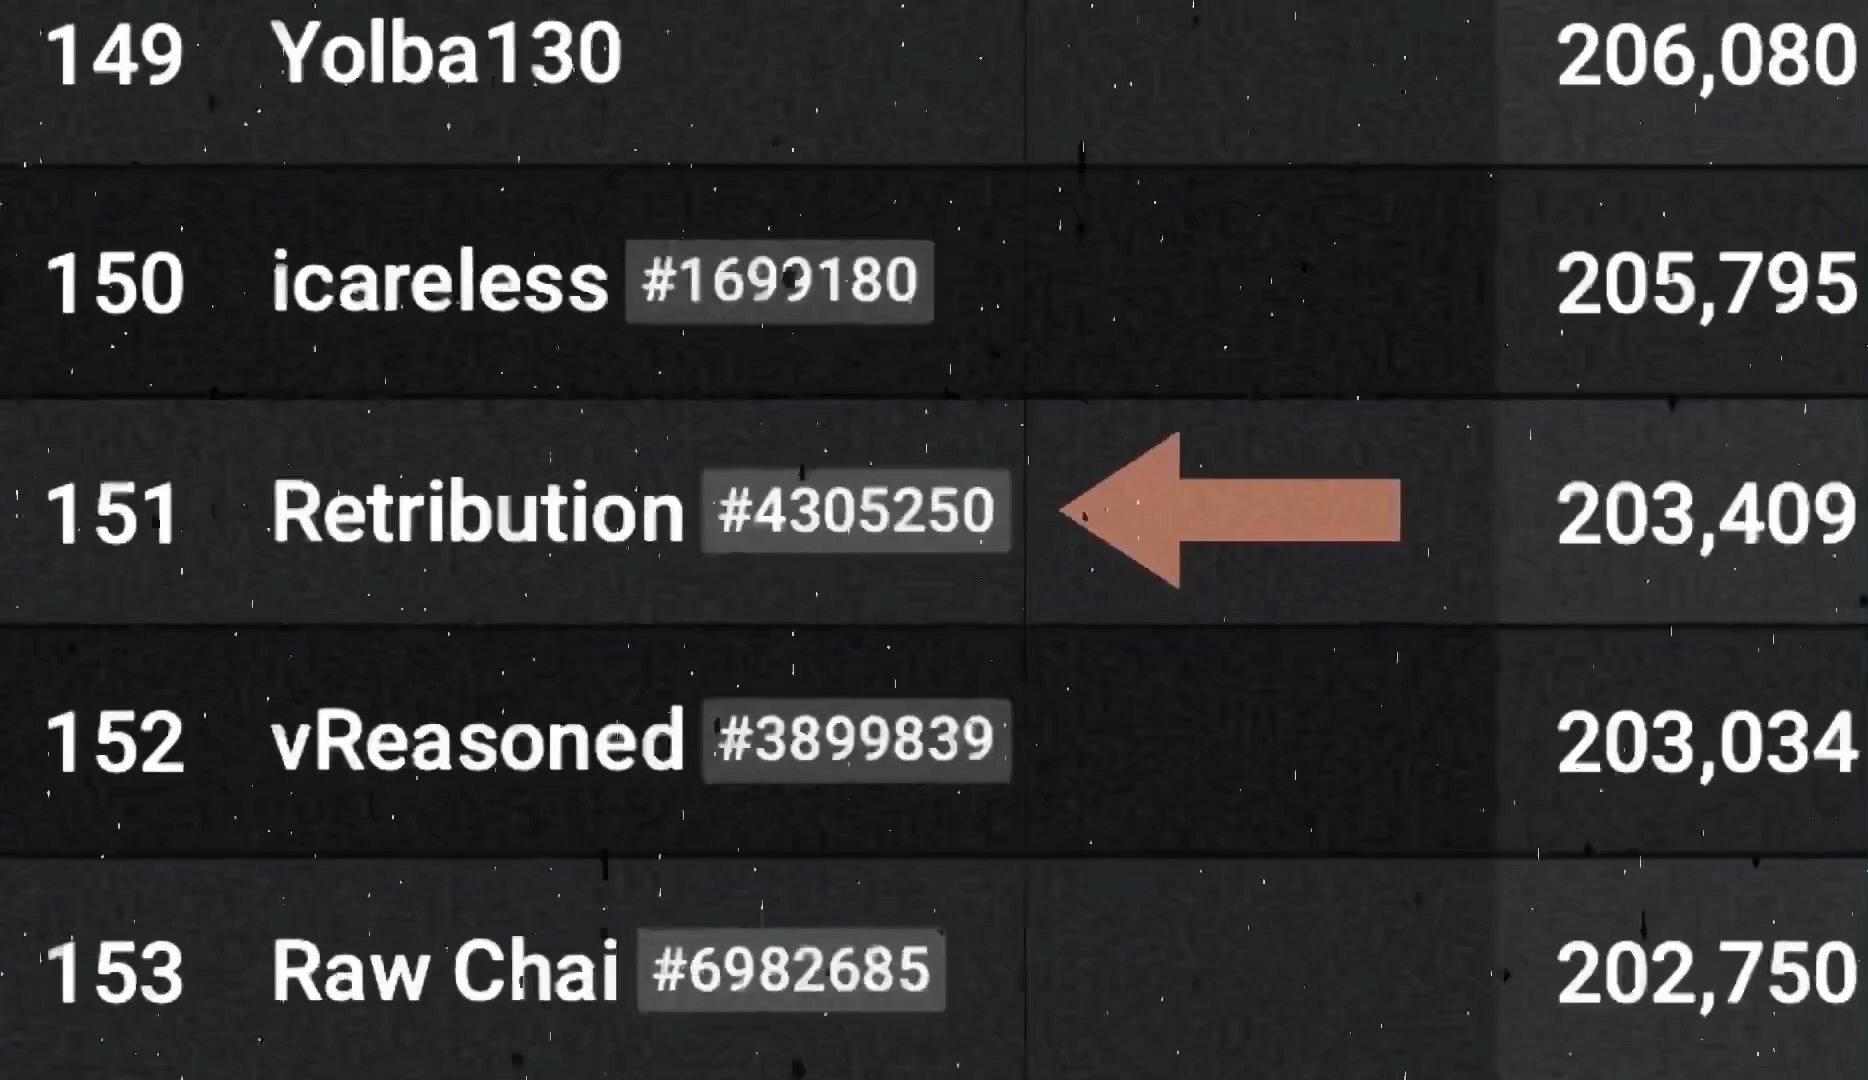 149 Yolba130 206,080
150 icareless #1699180 205,795
151 Retribution #4305250 203,409
152 vReasoned #3899839 203,034
153 Raw Chai #6982685 202,750